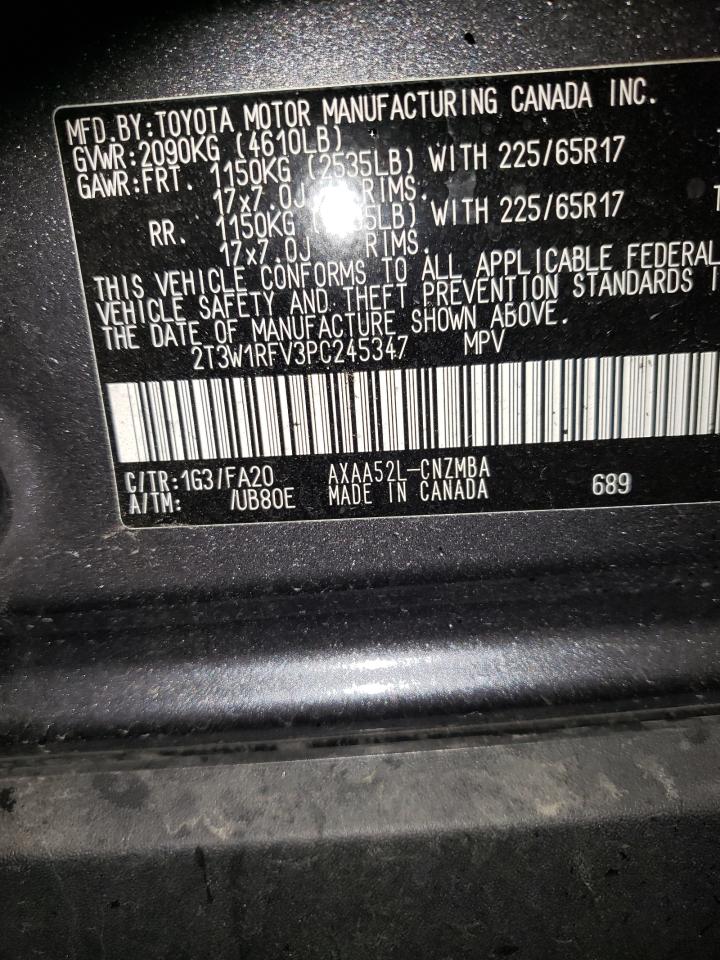 MFD. BY: TOYOTA MOTOR MANUFACTURING CANADA INC.
GVWR: 2090KG (4610LB)
GAWR: FRT. 1150KG (2535LB) WITH 225/65R17
17x7.0J RIMS.
RR. 1150KG WITH 225/65R17
17x7.0J RIMS.
THIS VEHICLE CONFORMS TO ALL APPLICABLE FEDERAL
VEHICLE SAFETY AND THEFT PREVENTION STANDARDS
THE DATE OF MANUFACTURE SHOWN ABOVE.
2T3W1RFV3PC245347 MPV
C/TR: 1G3/FA20 AXAA52L-CNZMBA
A/TM: /UB80E MADE IN CANADA 689